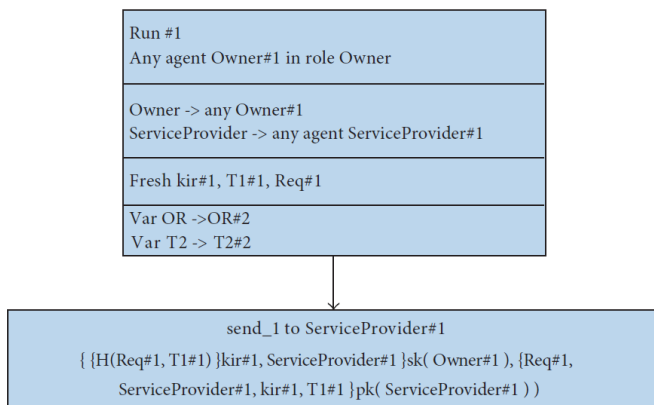 Run #1
Any agent Owner#1 in role Owner
Owner -> any Owner#1
ServiceProvider -> any agent ServiceProvider#1
Fresh kir#1, T1#1, Req#1
Var OR ->OR#2
Var T2 -> T2#2
send_1 to ServiceProvider#1
{ {H(Req#1, T1#1) }kir#1, ServiceProvider#1 }sk( Owner#1 ), {Req#1,
ServiceProvider#1, kir#1, T1#1 }pk( ServiceProvider#1 ) )